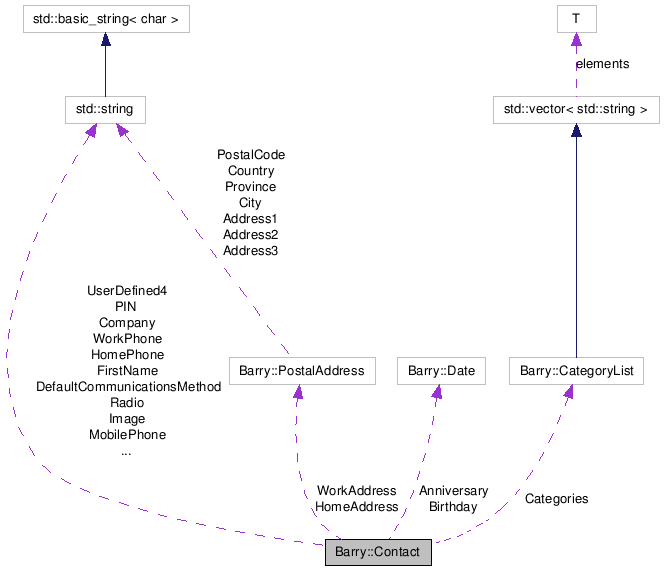 std::basic_string< char >
T
elements
std::string
std::vector< std::string >
PostalCode
Country
Province
City
Address1
Address2
Address3
UserDefined4
PIN
Company
WorkPhone
HomePhone
FirstName
DefaultCommunicationsMethod
Radio
Image
MobilePhone
...
Barry::PostalAddress
Barry::Date
Barry::CategoryList
WorkAddress
HomeAddress
Anniversary
Birthday
Categories
Barry::Contact